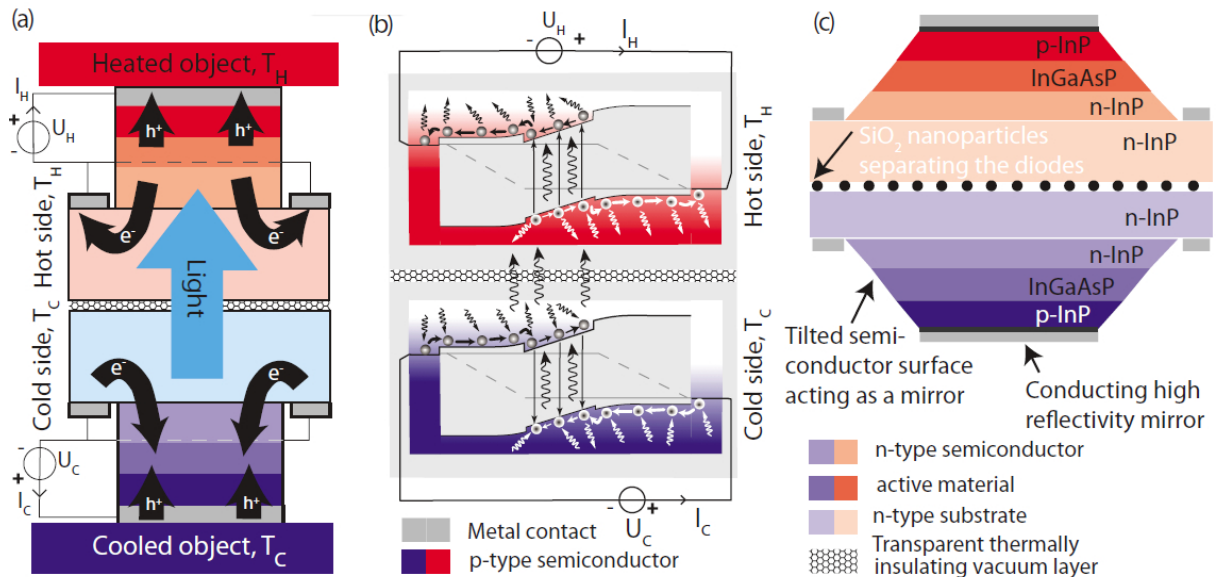 (a)
Heated object, T_H
I_H
+
U_H
-
h⁺
h⁺
e⁻
e⁻
Hot side, T_H
Light
Cold side, T_C
e⁻
e⁻
-
U_C
+
I_C
h⁺
h⁺
Cooled object, T_C
(b)
U_H
-
+
I_H
Hot side, T_H
Cold side, T_C
-
+
U_C
I_C
Metal contact
p-type semiconductor
(c)
p-InP
InGaAsP
n-InP
SiO₂ nanoparticles
separating the diodes
n-InP
n-InP
n-InP
InGaAsP
p-InP
Tilted semi-
conductor surface
acting as a mirror
Conducting high
reflectivity mirror
n-type semiconductor
active material
n-type substrate
Transparent thermally
insulating vacuum layer